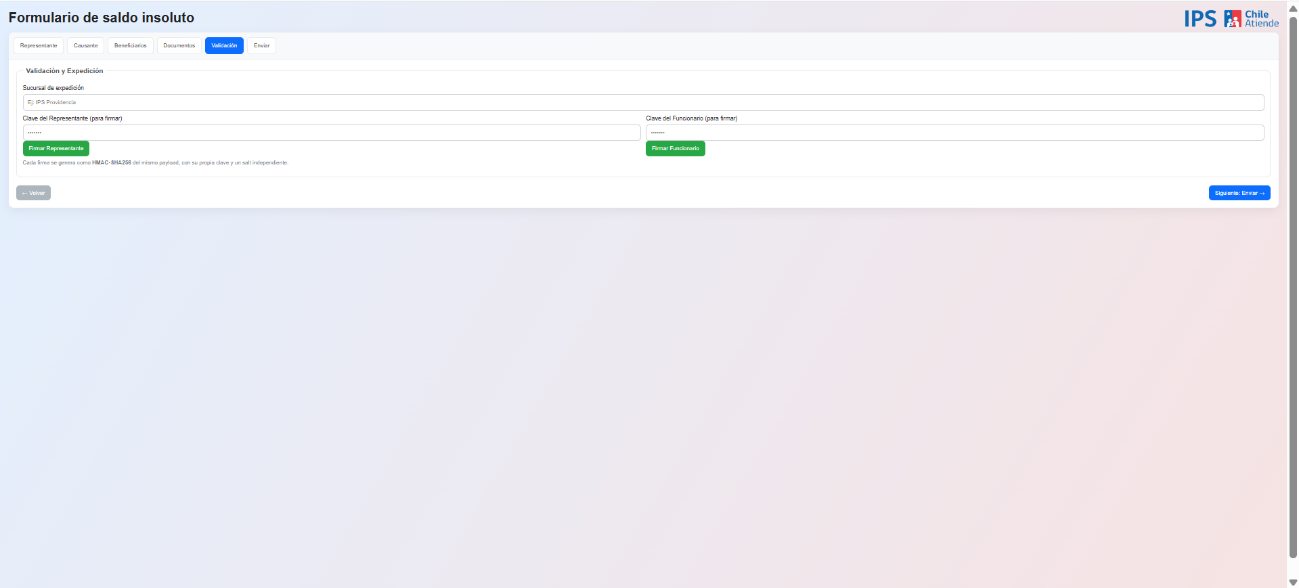 Formulario de saldo insoluto
IPS Chile Atiende
Representante Causante Beneficiarios Documentos Validación Enviar
Validación y Expedición
Sucursal de expedición
Ej: IPS Providencia
Clave del Representante (para firmar) Clave del Funcionario (para firmar)
······· ·······
Firmar Representante Firmar Funcionario
Cada firma se genera como HMAC-SHA256 del mismo payload, con su propia clave y un salt independiente.
← Volver Siguiente: Enviar →